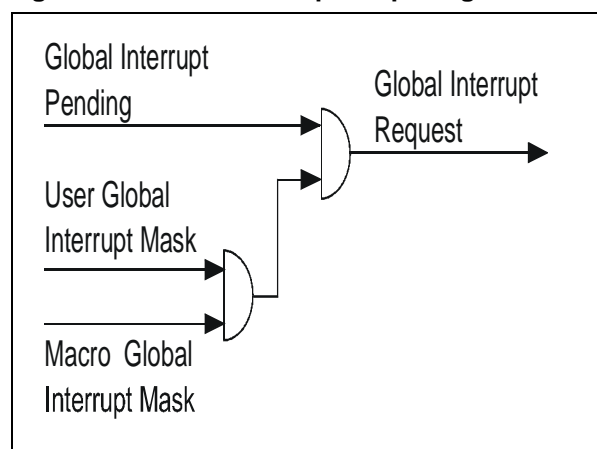 Global Interrupt
Pending
Global Interrupt
Request
User Global
Interrupt Mask
Macro Global
Interrupt Mask